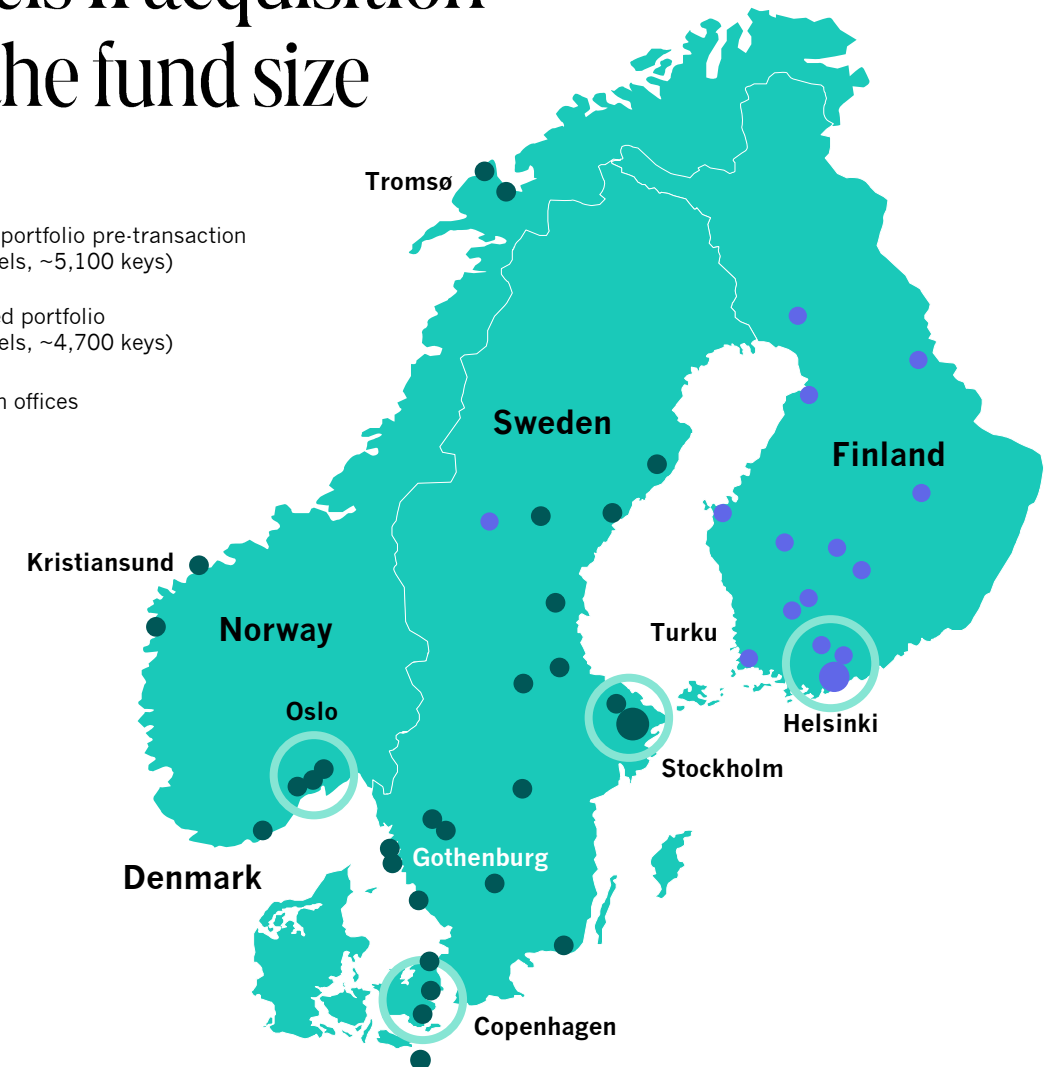 he fund size
Tromsø
portfolio pre-transaction
els, ~5,100 keys)
d portfolio
els, ~4,700 keys)
offices
Sweden
Finland
Kristiansund
Norway
Turku
Oslo
Helsinki
Stockholm
Gothenburg
Denmark
Copenhagen